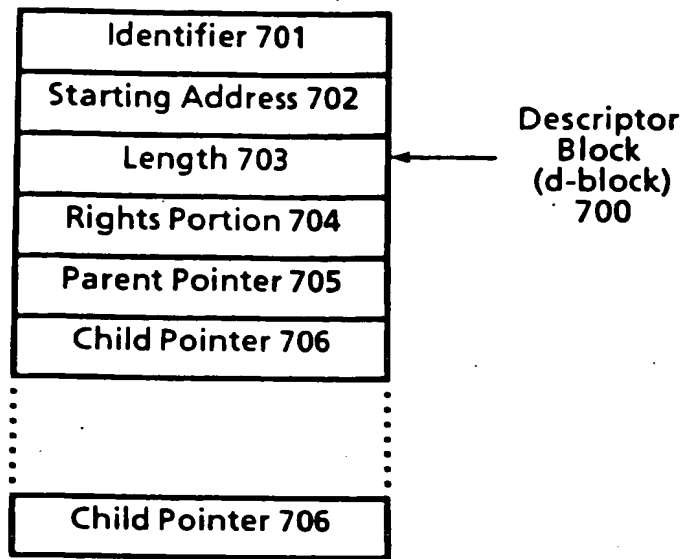 Identifier 701
Starting Address 702
Length 703
Rights Portion 704
Parent Pointer 705
Child Pointer 706
Child Pointer 706
Descriptor
Block
(d-block)
700